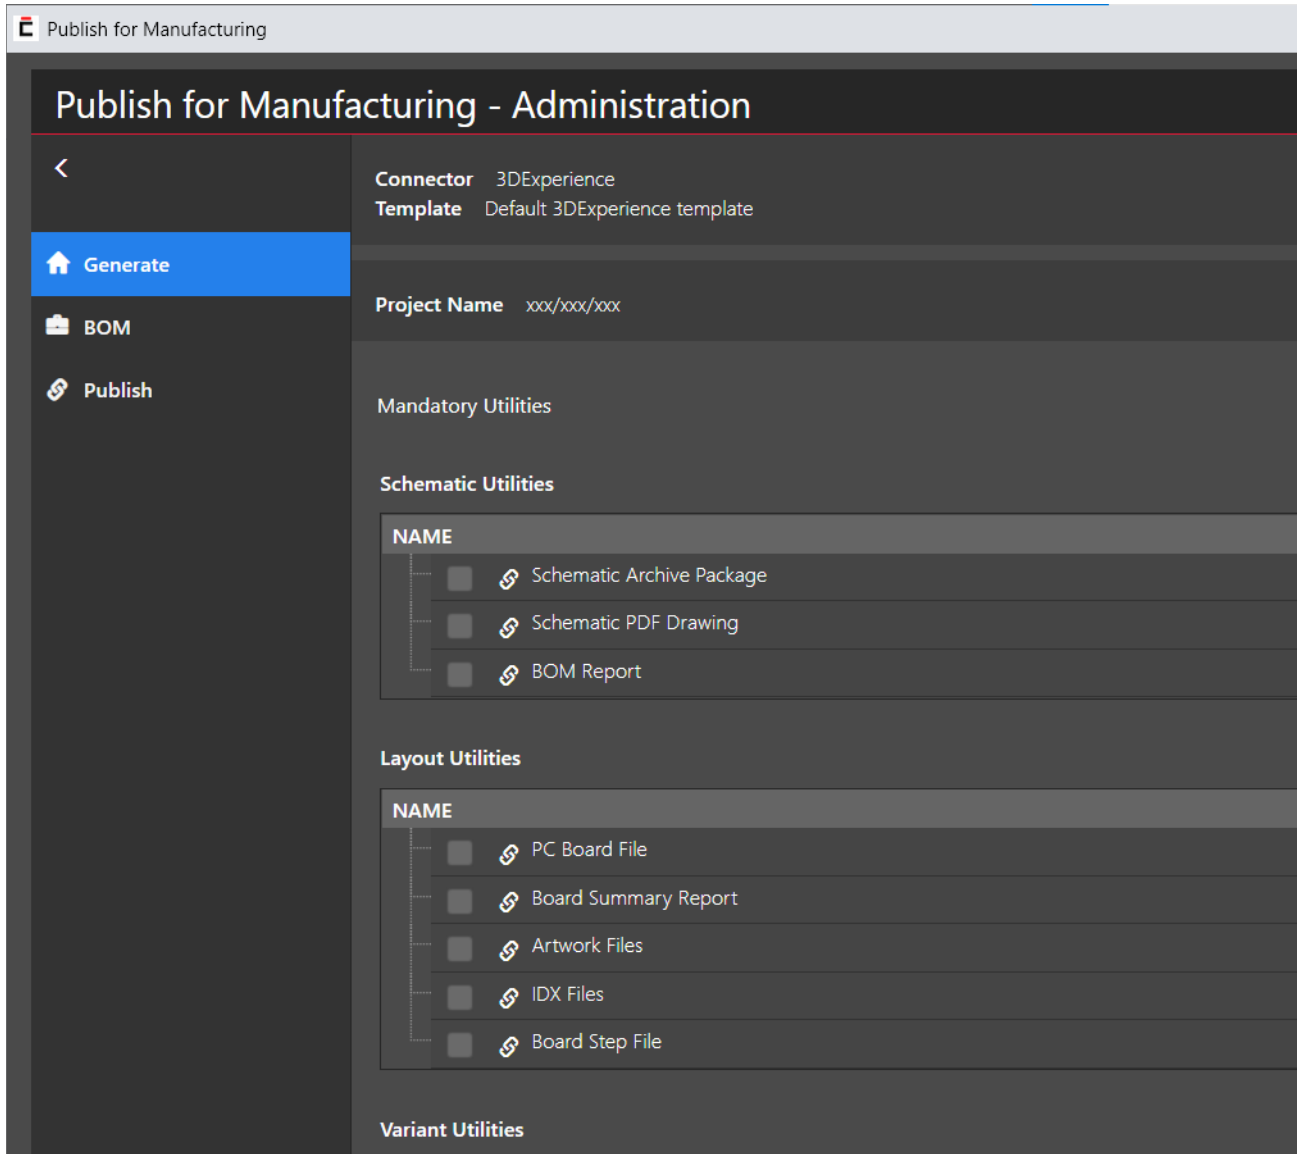 Publish for Manufacturing
Publish for Manufacturing - Administration
Connector 3DExperience
Template Default 3DExperience template
Generate
BOM
Publish
Project Name xxx/xxx/xxx
Mandatory Utilities
Schematic Utilities
NAME
Schematic Archive Package
Schematic PDF Drawing
BOM Report
Layout Utilities
NAME
PC Board File
Board Summary Report
Artwork Files
IDX Files
Board Step File
Variant Utilities